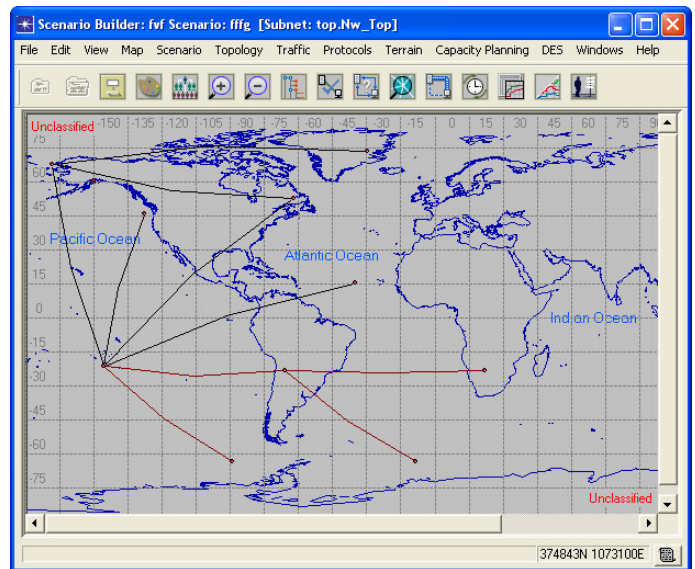 Scenario Builder: fvf Scenario: fffg [Subnet: top.Nw_Top]
File Edit View Map Scenario Topology Traffic Protocols Terrain Capacity Planning DES Windows Help
Unclassified
-150 -135 -120 -105 -90 -75 -60 -45 -30 -15 0 15 30 45 60 75
75
60
45
30
15
0
-15
-30
-45
-60
-75
Pacific Ocean
Atlantic Ocean
Indian Ocean
Unclassified
374843N 1073100E